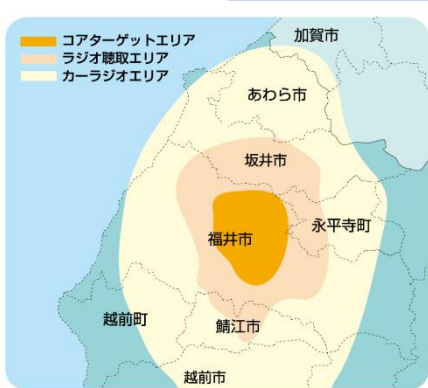 コアターゲットエリア
ラジオ聴取エリア
カーラジオエリア
加賀市
あわら市
坂井市
福井市
永平寺町
越前町
鯖江市
越前市